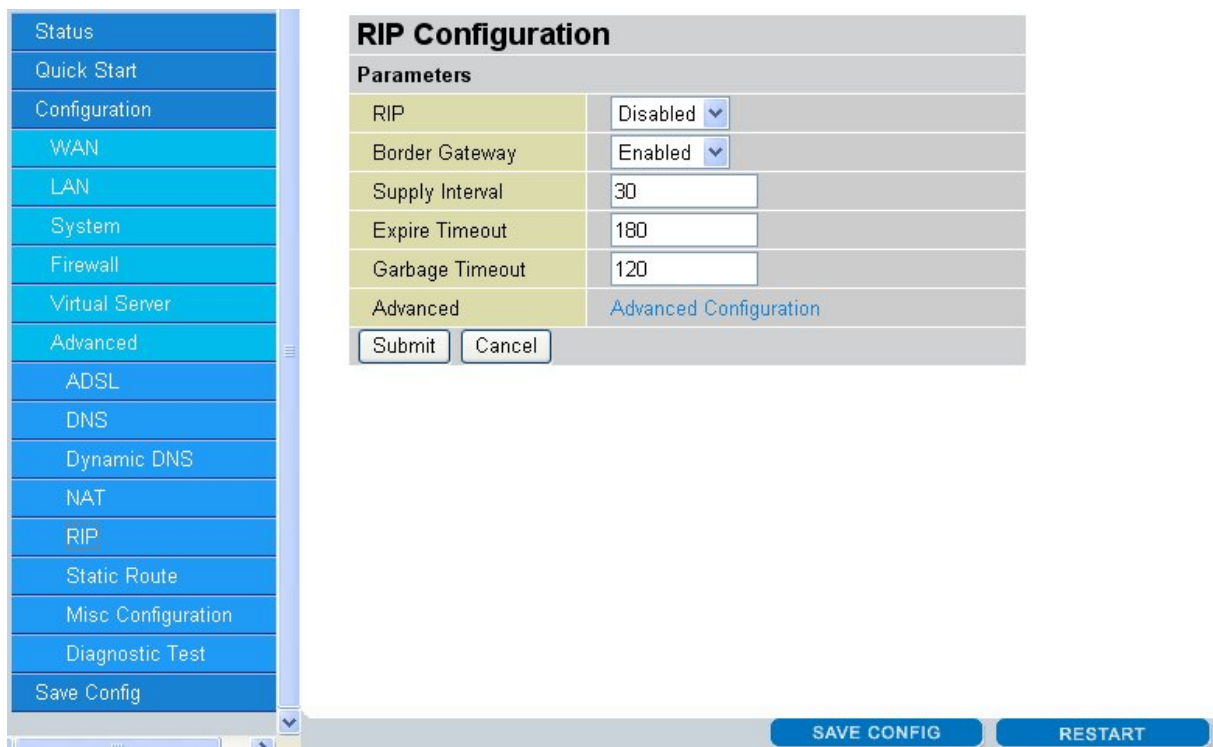 Status
Quick Start
Configuration
WAN
LAN
System
Firewall
Virtual Server
Advanced
ADSL
DNS
Dynamic DNS
NAT
RIP
Static Route
Misc Configuration
Diagnostic Test
Save Config
RIP Configuration
Parameters
RIP Disabled
Border Gateway Enabled
Supply Interval 30
Expire Timeout 180
Garbage Timeout 120
Advanced Advanced Configuration
Submit Cancel
SAVE CONFIG RESTART